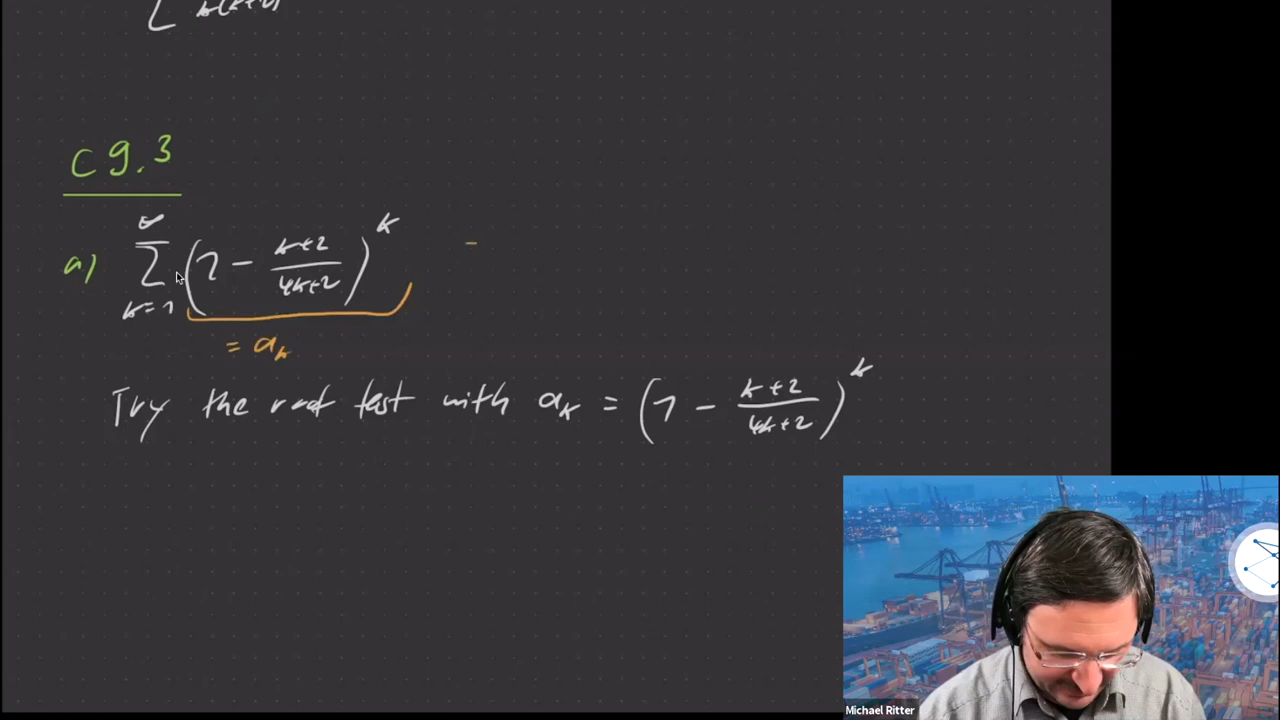 k(k+2)
C 9.3
a) ∞ Σ k=1 (1 − (k+2)/(4k+2))^k −
= a_k
Try the root test with a_k = (1 − (k+2)/(4k+2))^k
Michael Ritter